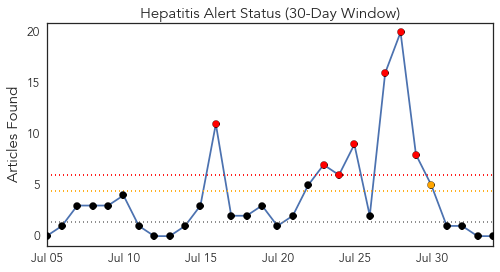 Hepatitis Alert Status (30-Day Window)
Articles Found
20
15
10
5
0
Jul 05
Jul 10
Jul 15
Jul 20
Jul 25
Jul 30